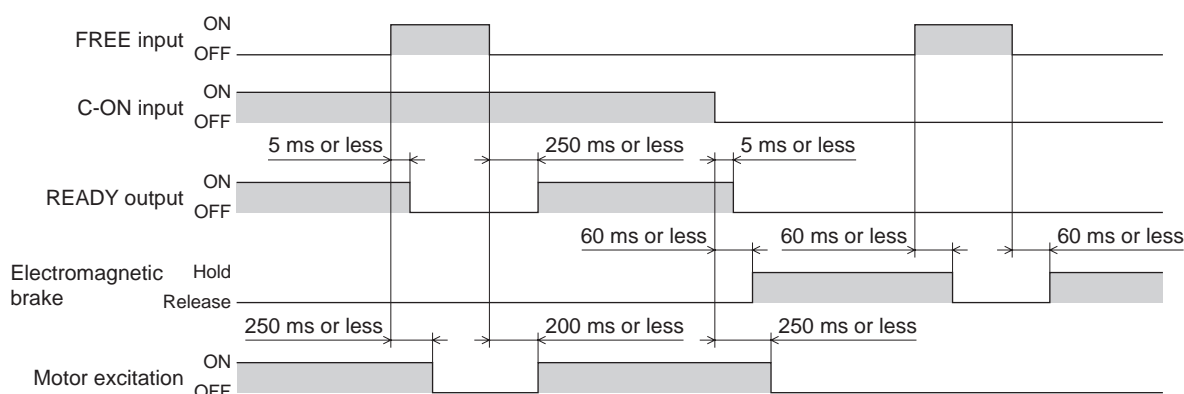 ON
FREE input
OFF
ON
C-ON input
OFF
5 ms or less 250 ms or less 5 ms or less
ON
READY output
OFF
60 ms or less 60 ms or less 60 ms or less
Electromagnetic
brake
Hold
Release
250 ms or less 200 ms or less 250 ms or less
ON
Motor excitation
OFF